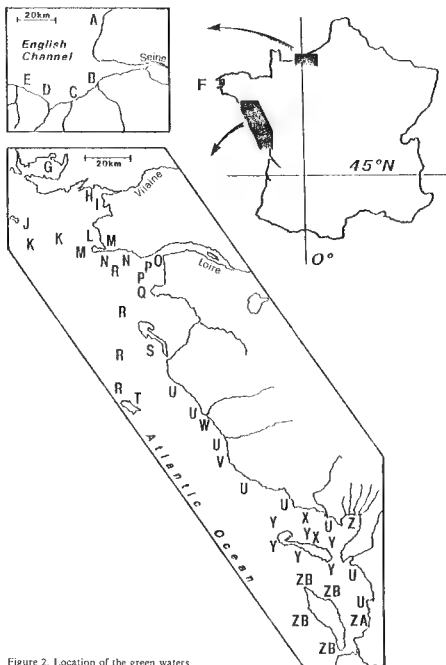 20km
A
English
Channel
Seine
E D C B
F
45°N
0°
G
20km
H
I
Vilaine
J
K K
L
M M
N R N
P P O
Loire
Q
R
S
R
R
T
U
U
W
U
V
U
U
X
U
Z
Y
Y
X
Y
Y
Y
Y
U
U
ZB
ZB
ZB
ZA
ZB
Atlantic Ocean
Figure 2. Location of the green waters